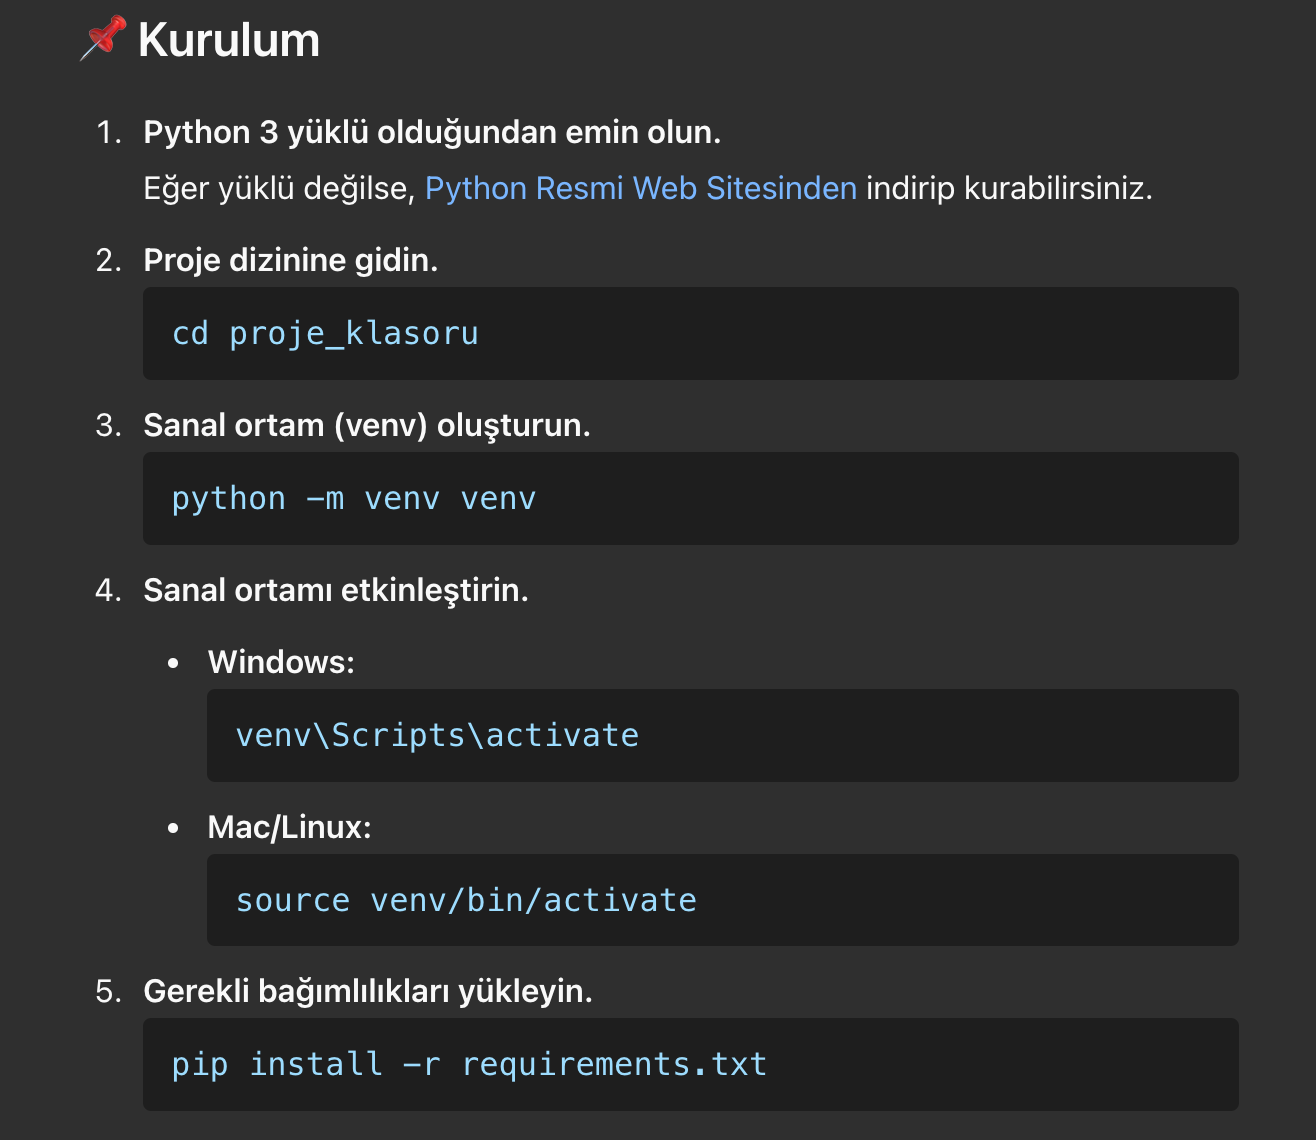 📌 Kurulum
1. Python 3 yüklü olduğundan emin olun.
Eğer yüklü değilse, Python Resmi Web Sitesinden indirip kurabilirsiniz.
2. Proje dizinine gidin.
cd proje_klasoru
3. Sanal ortam (venv) oluşturun.
python -m venv venv
4. Sanal ortamı etkinleştirin.
• Windows:
venv\Scripts\activate
• Mac/Linux:
source venv/bin/activate
5. Gerekli bağımlılıkları yükleyin.
pip install -r requirements.txt